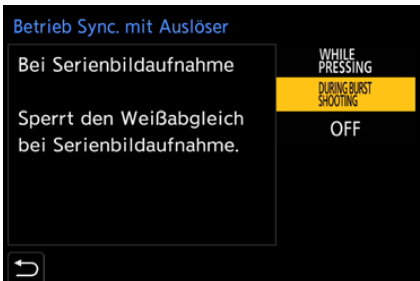 Betrieb Sync. mit Auslöser
Bei Serienbildaufnahme
Sperrt den Weißabgleich
bei Serienbildaufnahme.
WHILE
PRESSING
DURING BURST
SHOOTING
OFF